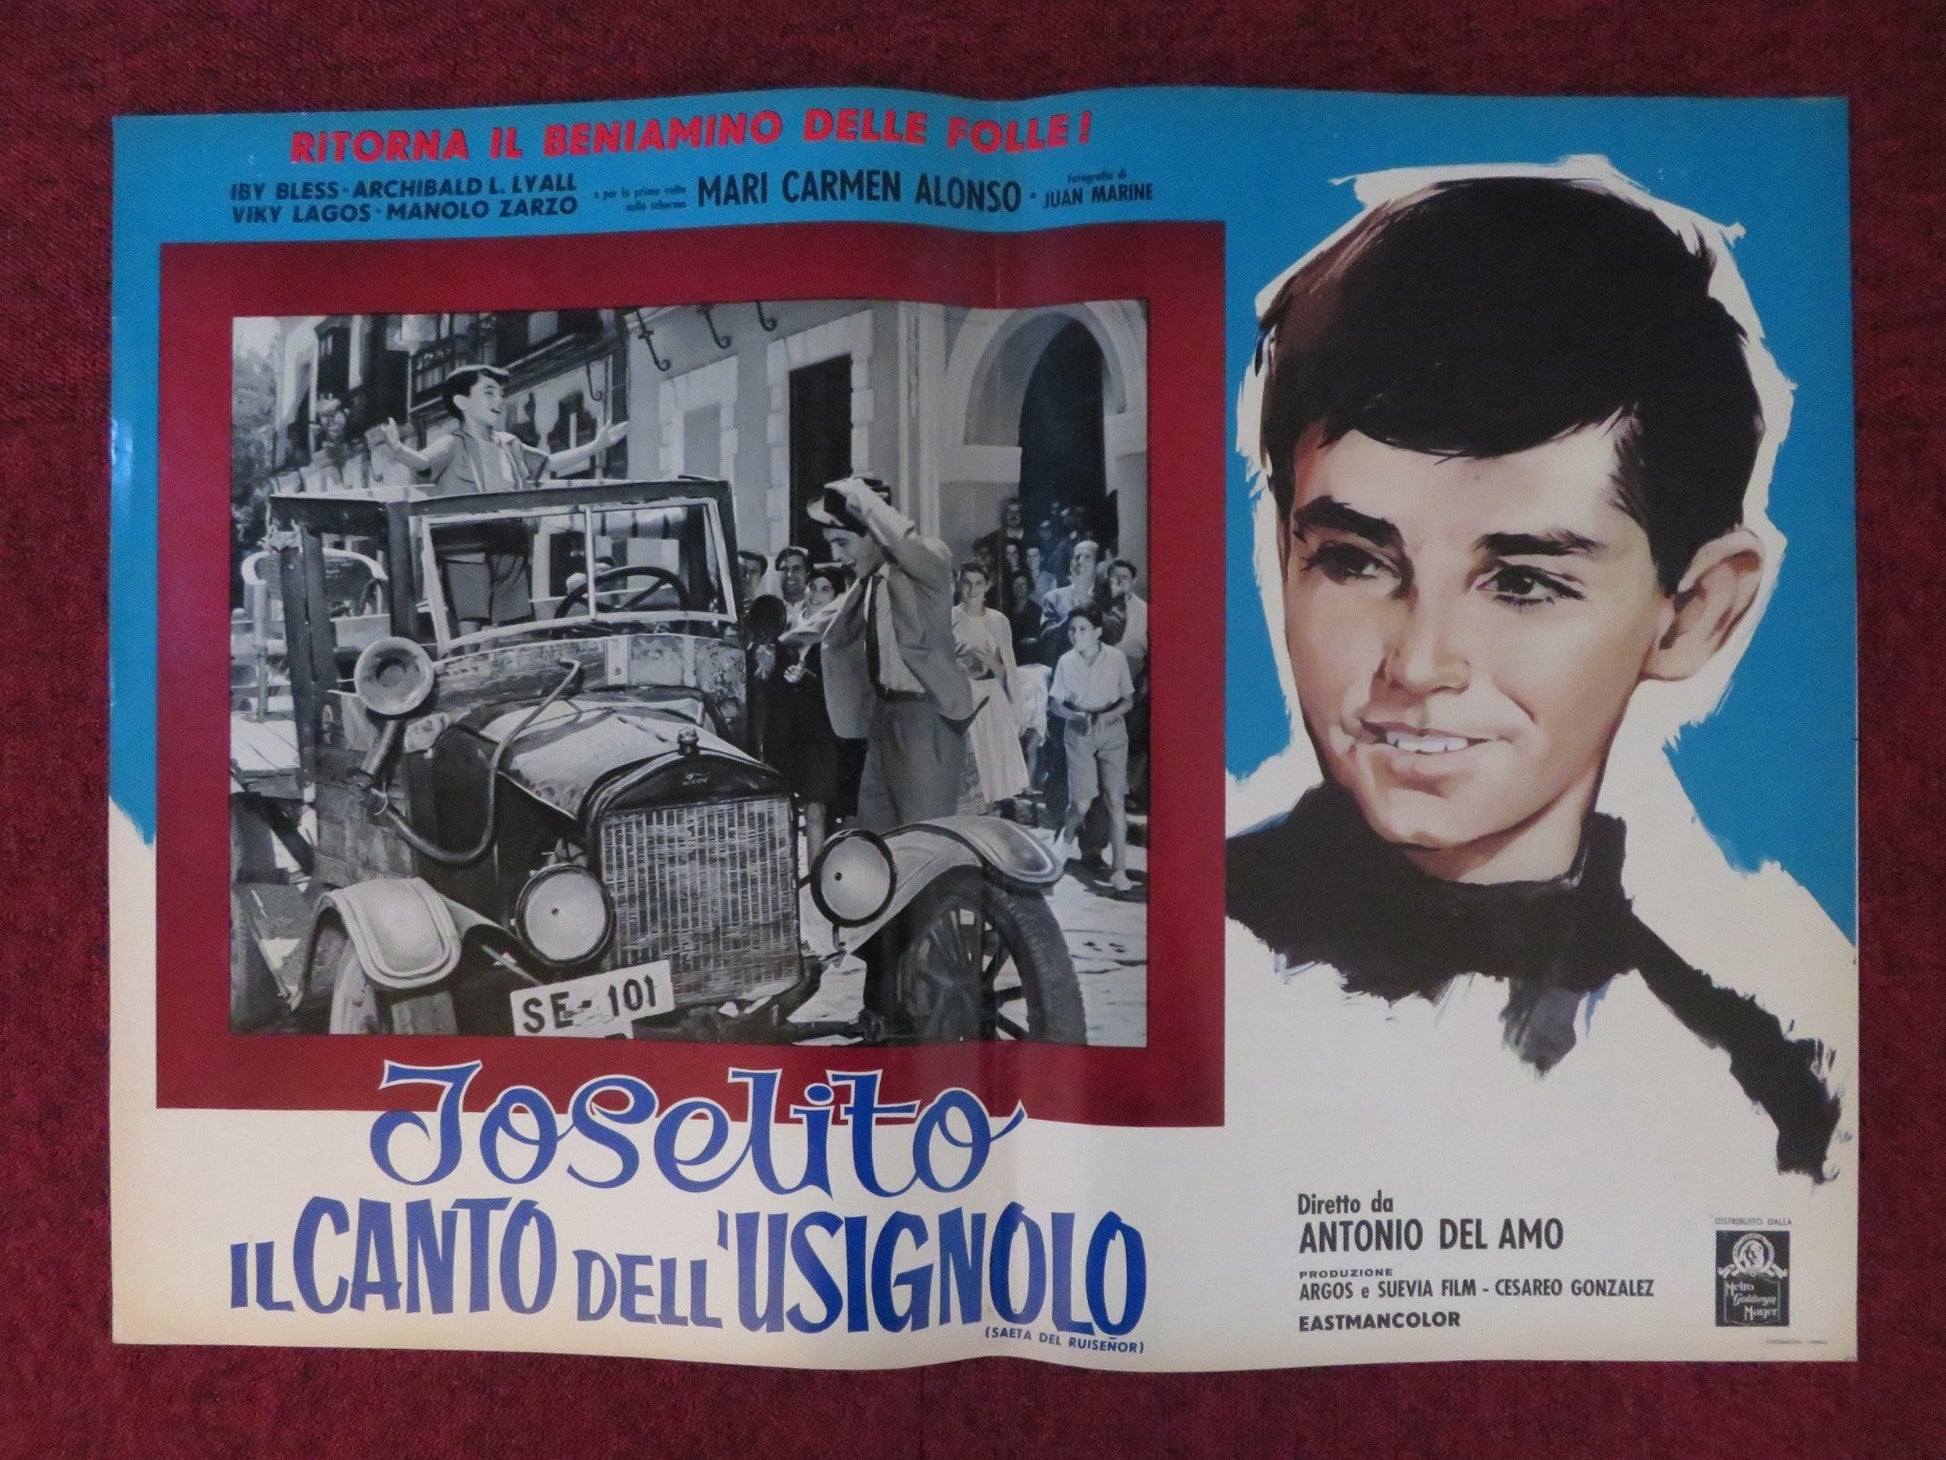 RITORNA IL BENIAMINO DELLE FOLLE!
IBY BLESS · ARCHIBALD L. LYALL
VIKY LAGOS · MANOLO ZARZO
e per la prima volta
sullo schermo
MARI CARMEN ALONSO ·
fotografia di
JUAN MARINE
Ford
SE-101
Joselito
IL CANTO DELL'USIGNOLO
(SAETA DEL RUISEÑOR)
Diretto da
ANTONIO DEL AMO
PRODUZIONE
ARGOS e SUEVIA FILM - CESAREO GONZALEZ
EASTMANCOLOR
DISTRIBUITO DALLA
Metro
Goldwyn
Mayer